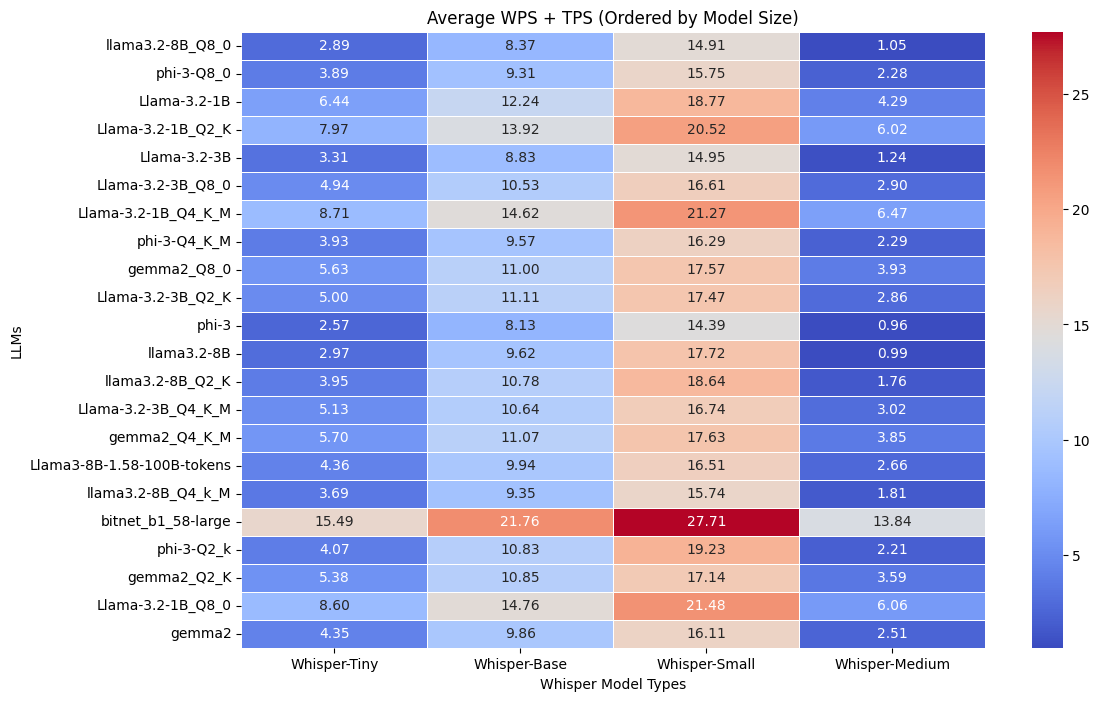 Average WPS + TPS (Ordered by Model Size)
LLMs
llama3.2-8B_Q8_0 2.89 8.37 14.91 1.05
phi-3-Q8_0 3.89 9.31 15.75 2.28
Llama-3.2-1B 6.44 12.24 18.77 4.29
Llama-3.2-1B_Q2_K 7.97 13.92 20.52 6.02
Llama-3.2-3B 3.31 8.83 14.95 1.24
Llama-3.2-3B_Q8_0 4.94 10.53 16.61 2.90
Llama-3.2-1B_Q4_K_M 8.71 14.62 21.27 6.47
phi-3-Q4_K_M 3.93 9.57 16.29 2.29
gemma2_Q8_0 5.63 11.00 17.57 3.93
Llama-3.2-3B_Q2_K 5.00 11.11 17.47 2.86
phi-3 2.57 8.13 14.39 0.96
llama3.2-8B 2.97 9.62 17.72 0.99
llama3.2-8B_Q2_K 3.95 10.78 18.64 1.76
Llama-3.2-3B_Q4_K_M 5.13 10.64 16.74 3.02
gemma2_Q4_K_M 5.70 11.07 17.63 3.85
Llama3-8B-1.58-100B-tokens 4.36 9.94 16.51 2.66
llama3.2-8B_Q4_k_M 3.69 9.35 15.74 1.81
bitnet_b1_58-large 15.49 21.76 27.71 13.84
phi-3-Q2_k 4.07 10.83 19.23 2.21
gemma2_Q2_K 5.38 10.85 17.14 3.59
Llama-3.2-1B_Q8_0 8.60 14.76 21.48 6.06
gemma2 4.35 9.86 16.11 2.51
Whisper-Tiny Whisper-Base Whisper-Small Whisper-Medium
Whisper Model Types
25
20
15
10
5